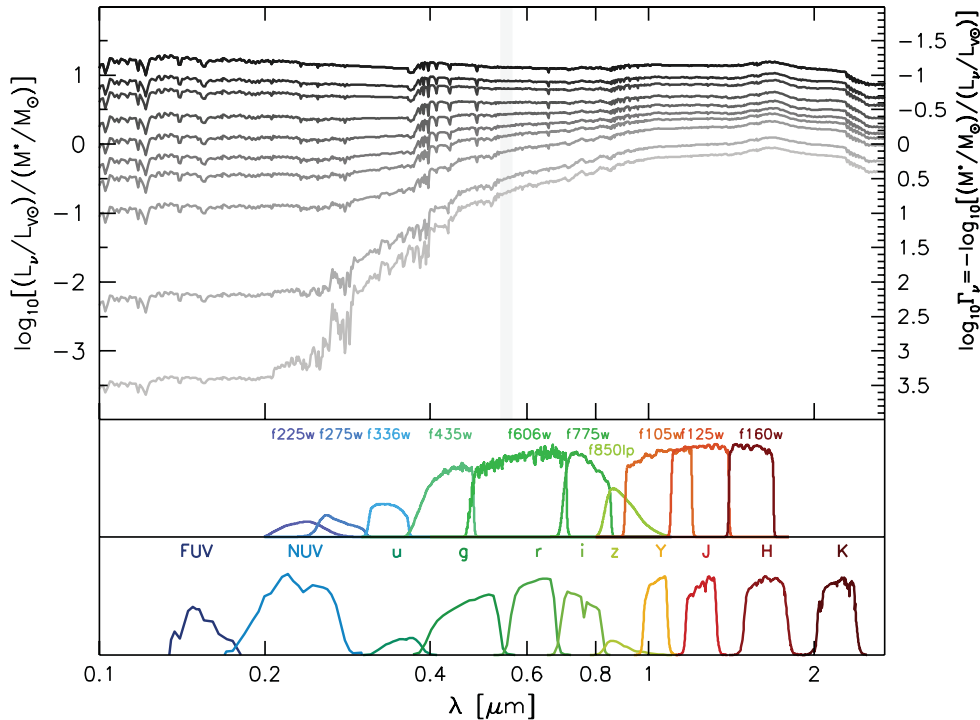 log10[(Lν/LV⊙)/(M*/M⊙)]
1
0
−1
−2
−3
log10Γν=−log10[(M*/M⊙)/(Lν/LV⊙)]
−1.5
−1
−0.5
0
0.5
1
1.5
2
2.5
3
3.5
f225w f275w f336w f435w f606w f775w f850lp f105w f125w f160w
FUV NUV u g r i z Y J H K
0.1 0.2 0.4 0.6 0.8 1 2
λ [μm]